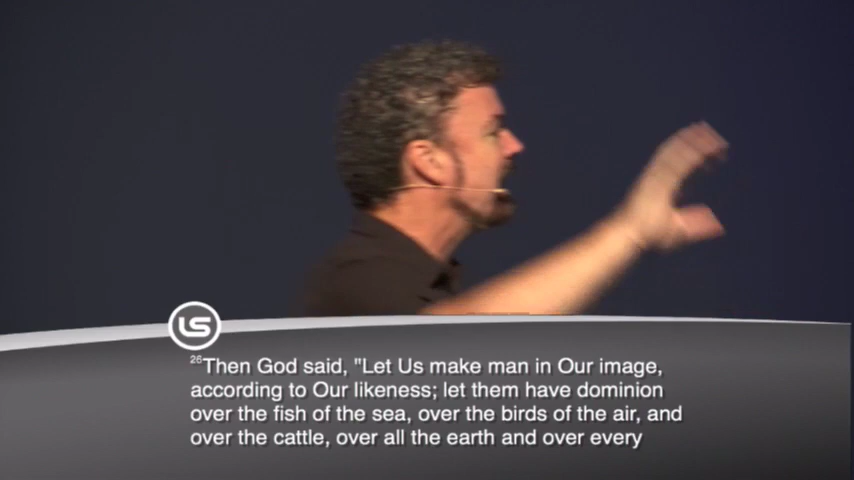 LS
26Then God said, "Let Us make man in Our image,
according to Our likeness; let them have dominion
over the fish of the sea, over the birds of the air, and
over the cattle, over all the earth and over every